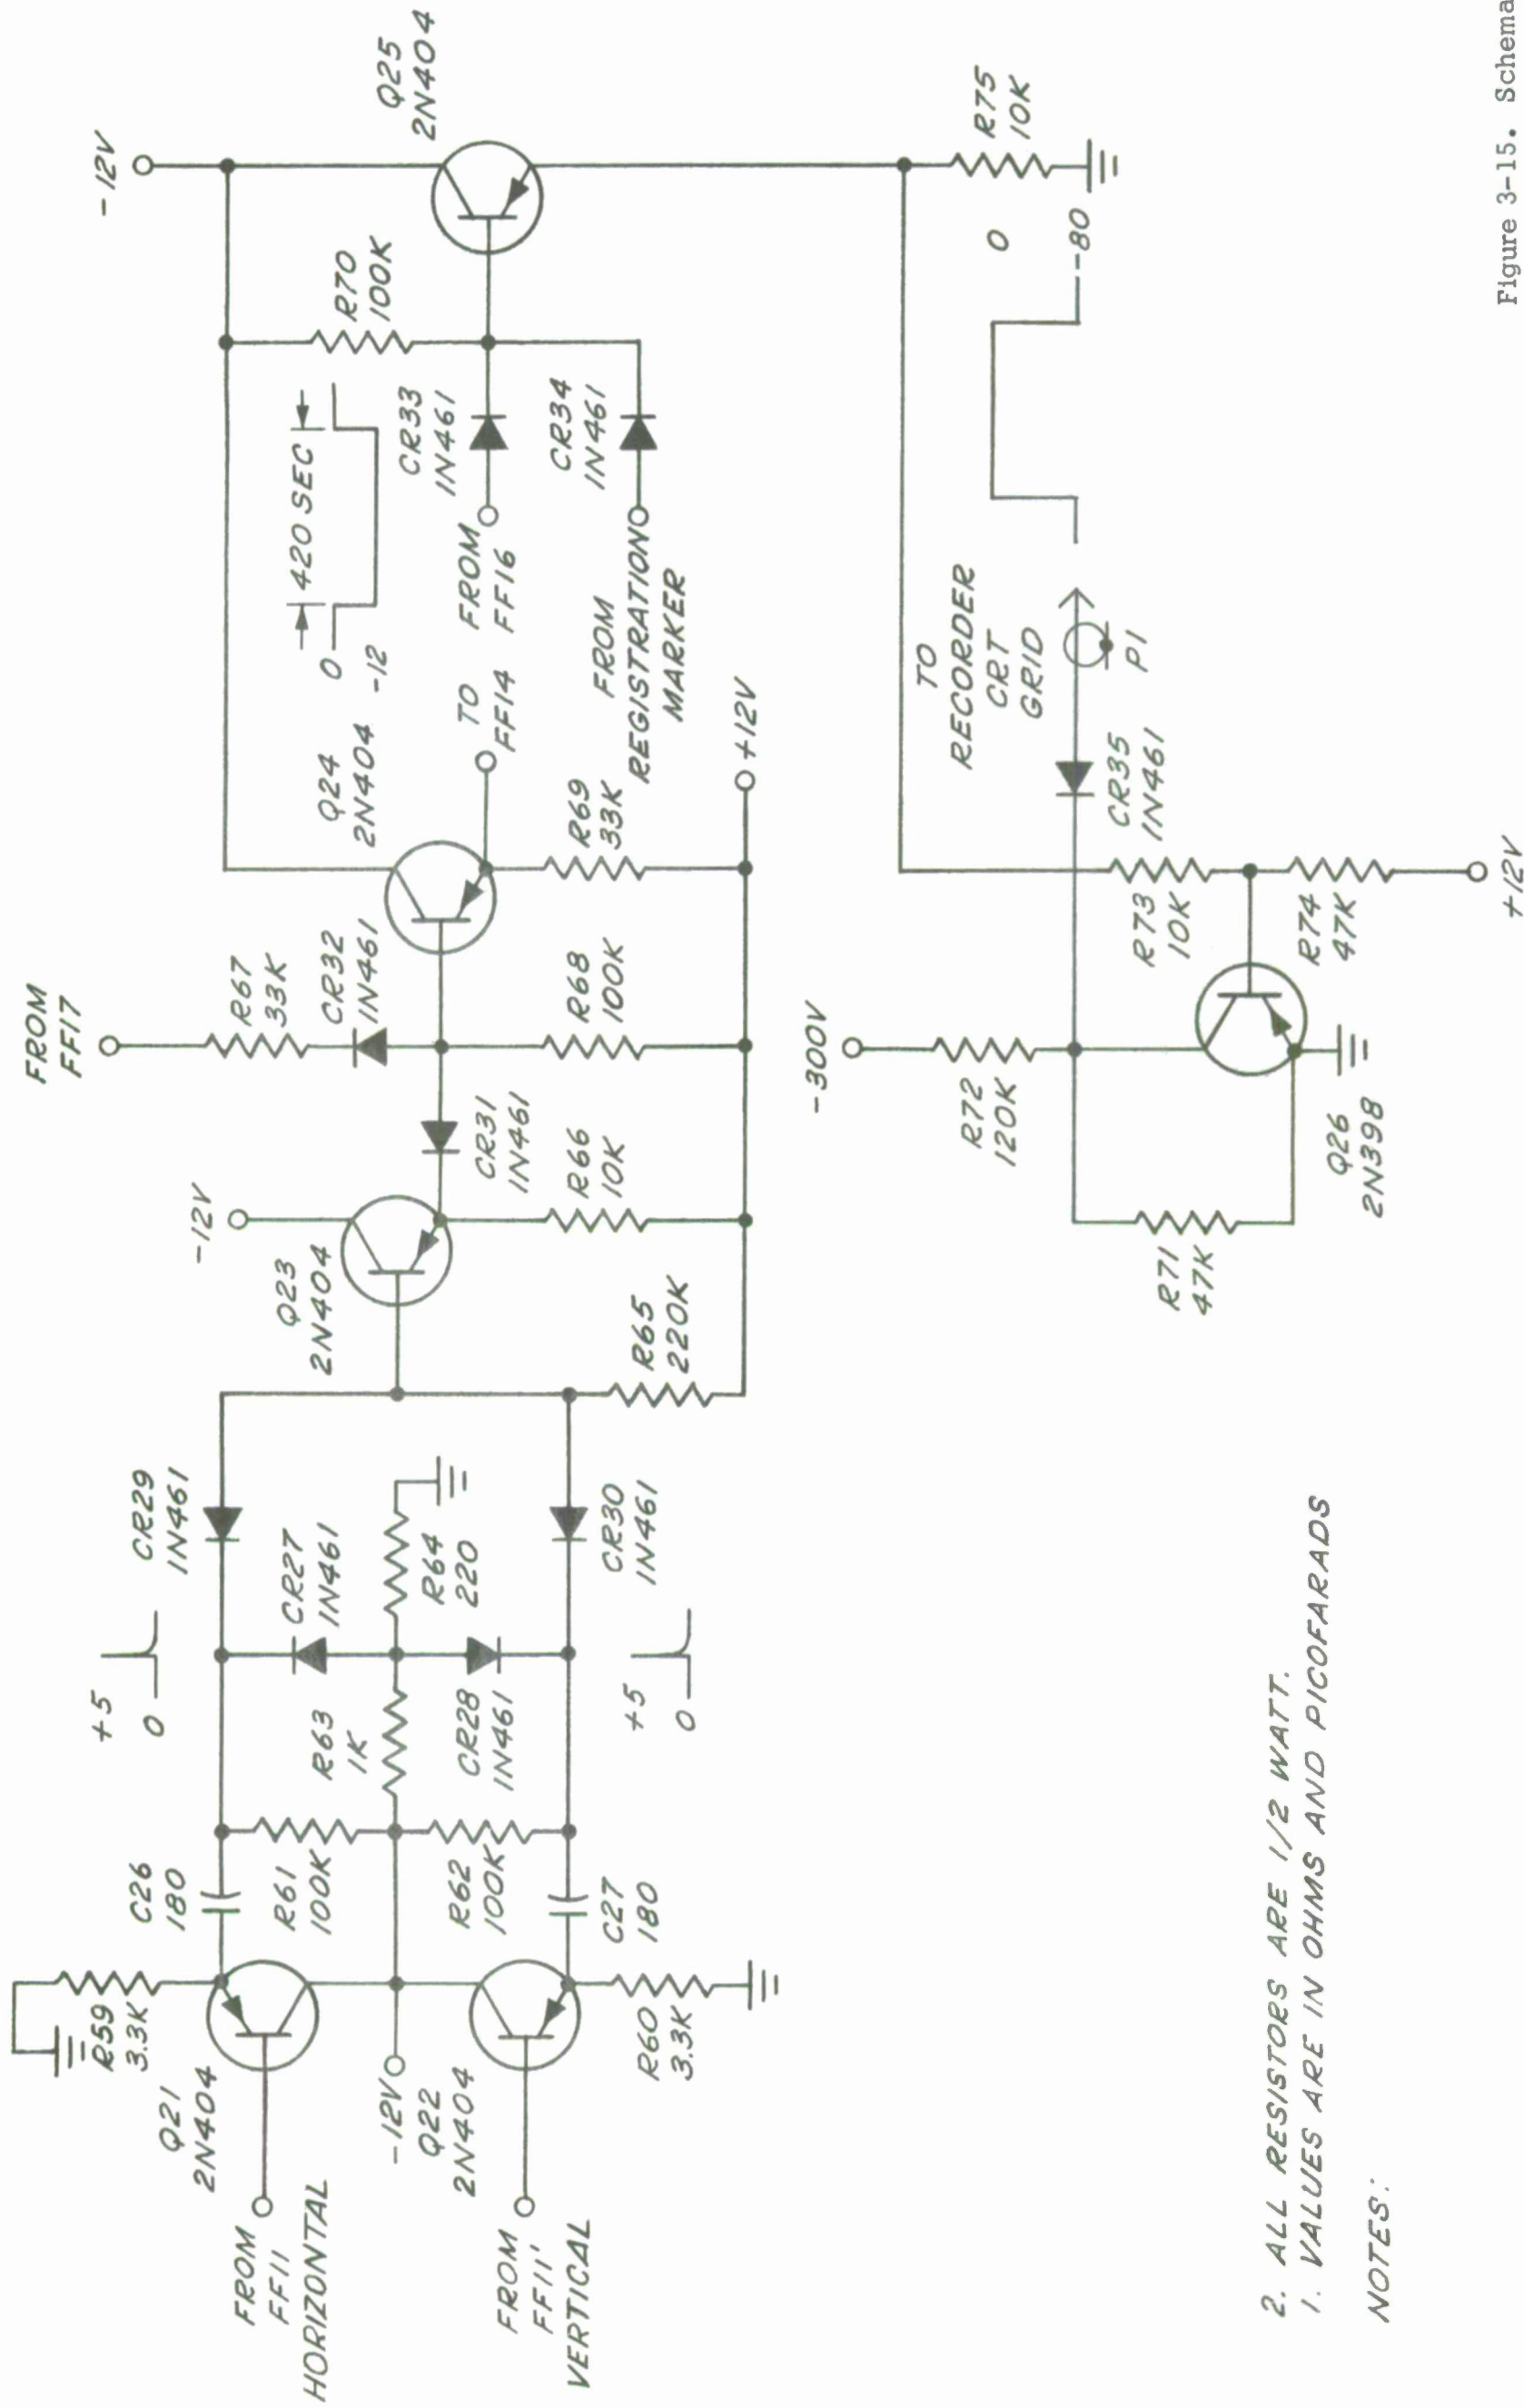 FROM
FF11
HORIZONTAL
FROM
FF11'
VERTICAL
Q21
2N404
R59
3.3K
-12V
Q22
2N404
R60
3.3K
C26
180
R61
100K
R62
100K
C27
180
+5
0
R63
1K
CR28
1N461
+5
0
CR29
1N461
CR27
1N461
R64
220
CR30
1N461
R65
220K
Q23
2N404
-12V
CR31
1N461
R66
10K
FROM
FF17
R67
33K
CR32
1N461
R68
100K
Q24
2N404
R69
33K
+12V
TO
FF14
0
-12
420 SEC
FROM
FF16
FROM
REGISTRATION
MARKER
CR33
1N461
CR34
1N461
R70
100K
-12V
Q25
2N404
R75
10K
0
-80
TO
RECORDER
CRT
GRID
P1
CR35
1N461
-300V
R72
120K
R71
47K
Q26
2N398
R73
10K
R74
47K
+12V
2. ALL RESISTORS ARE 1/2 WATT.
1. VALUES ARE IN OHMS AND PICOFARADS
NOTES:
Figure 3-15. Schema